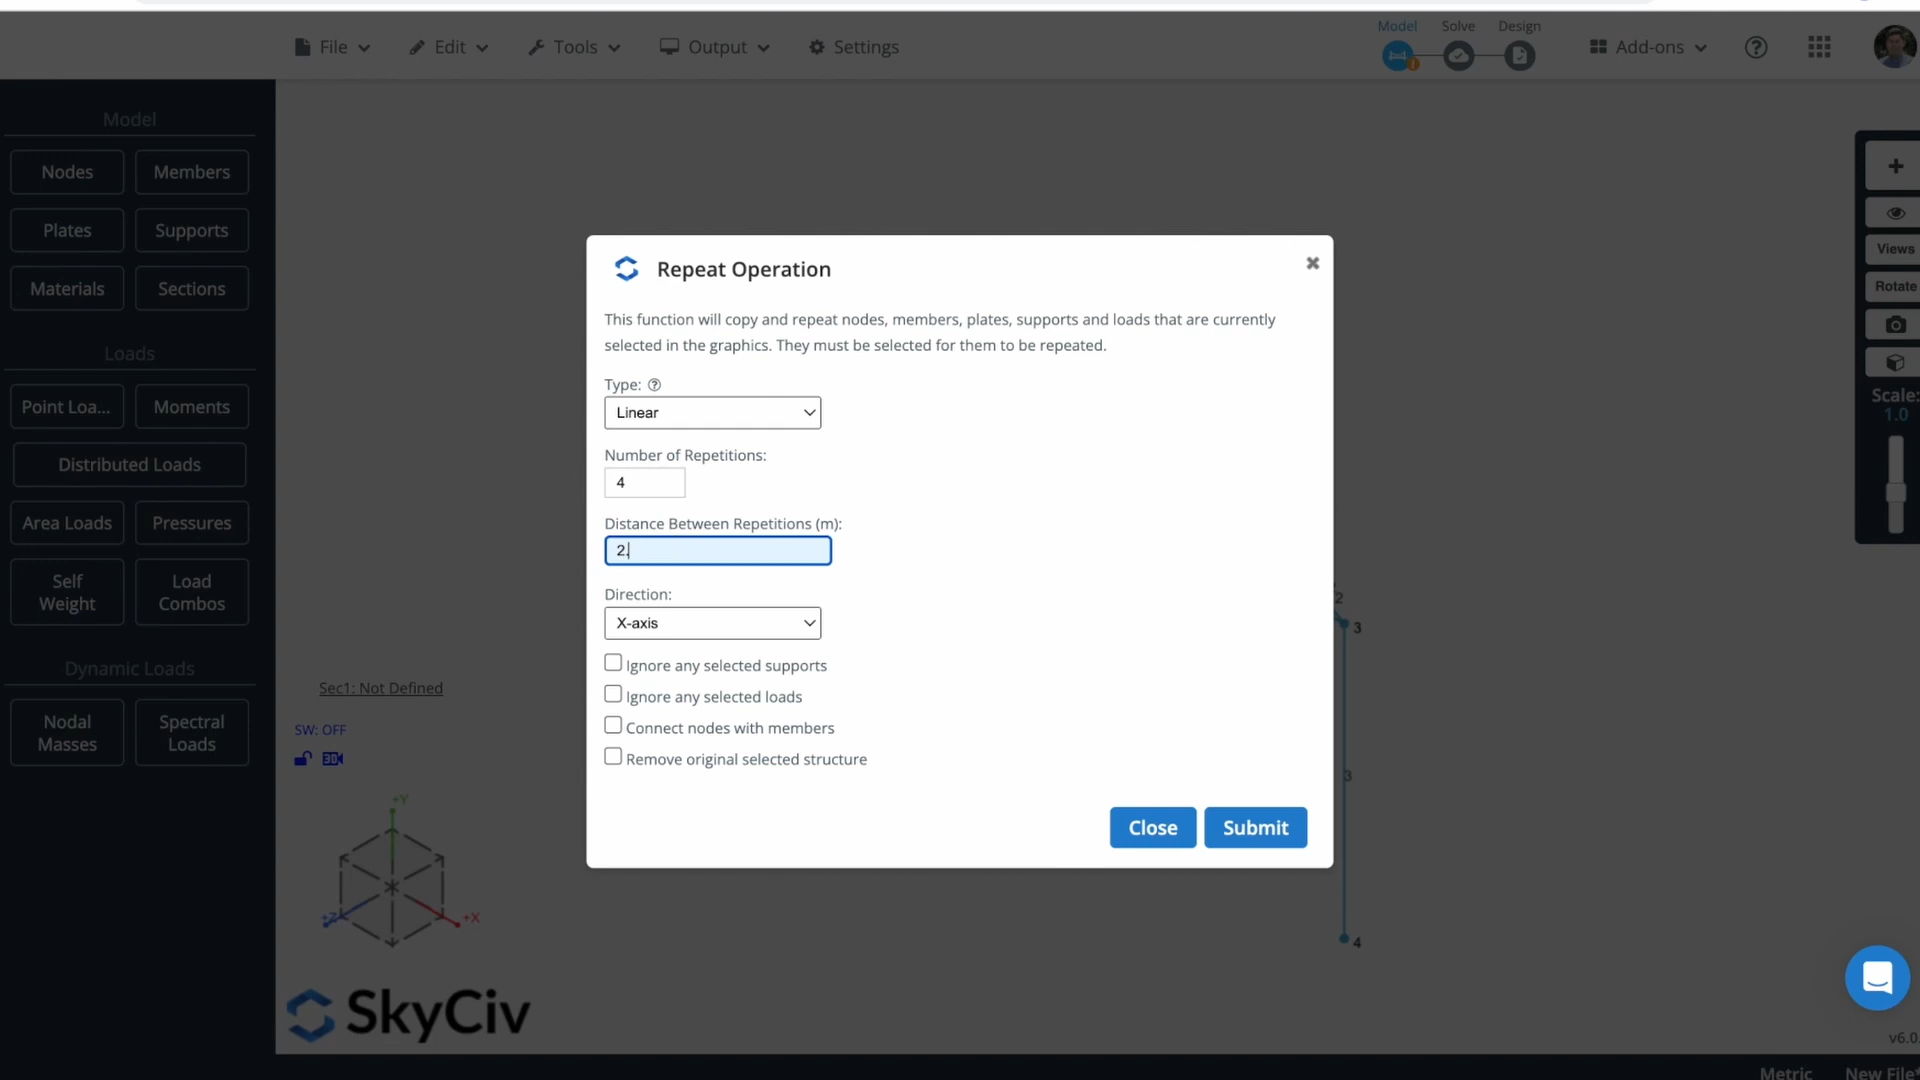 File
Edit
Tools
Output
Settings
Model
Solve
Design
Add-ons
Model
Nodes
Members
Plates
Supports
Materials
Sections
Loads
Point Loa...
Moments
Distributed Loads
Area Loads
Pressures
Self
Weight
Load
Combos
Dynamic Loads
Nodal
Masses
Spectral
Loads
Repeat Operation
This function will copy and repeat nodes, members, plates, supports and loads that are currently
selected in the graphics. They must be selected for them to be repeated.
Type:
Linear
Number of Repetitions:
4
Distance Between Repetitions (m):
2.
Direction:
X-axis
Ignore any selected supports
Ignore any selected loads
Connect nodes with members
Remove original selected structure
Close
Submit
Views
Rotate
Scale:
1.0
2
3
3
4
Sec1: Not Defined
SW: OFF
3D
+Y
+Z
+X
SkyCiv
v6.0.
Metric
New File*